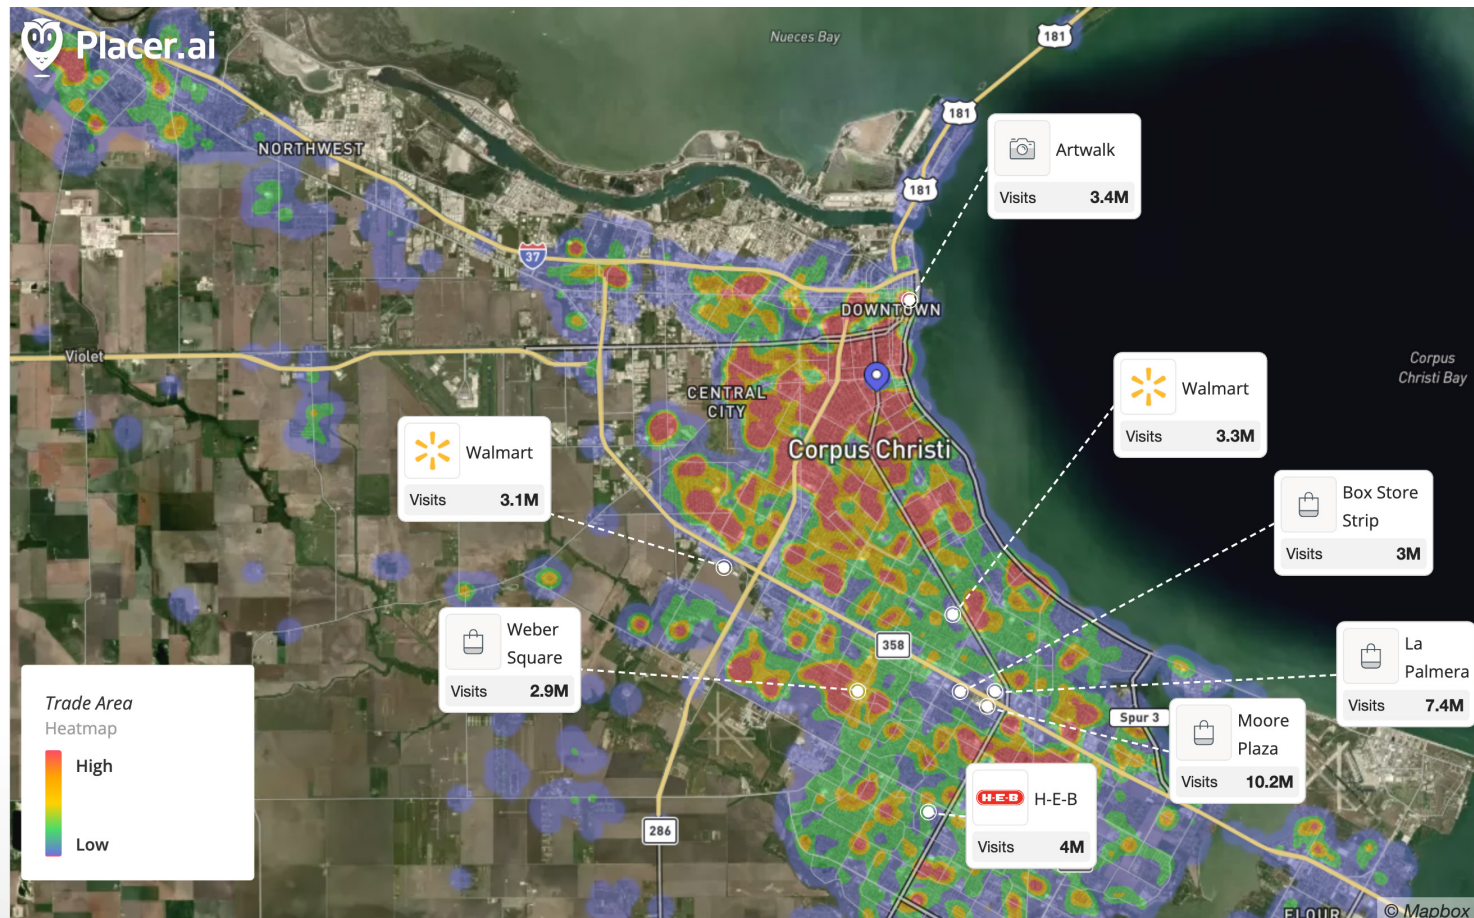 Placer.ai
Nueces Bay
181
181
181
Artwalk
Visits 3.4M
NORTHWEST
37
DOWNTOWN
Violet
Corpus
Christi Bay
CENTRAL
CITY
Walmart
Visits 3.3M
Corpus Christi
Walmart
Visits 3.1M
Box Store
Strip
Visits 3M
Weber
Square
Visits 2.9M
358
La
Palmera
Visits 7.4M
Spur 3
Moore
Plaza
Visits 10.2M
Trade Area
Heatmap
High
Low
H-E-B
H-E-B
Visits 4M
286
FLOUR
© Mapbox